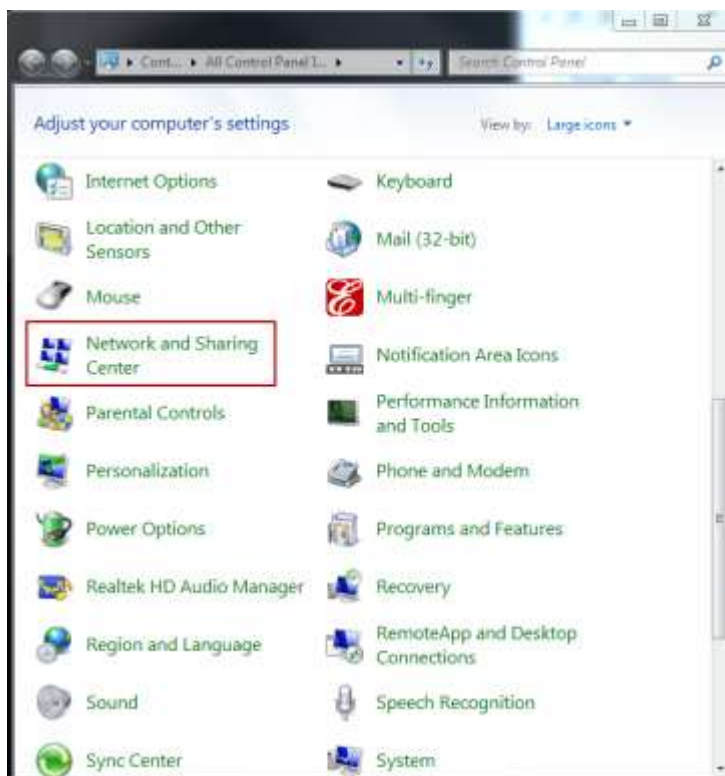 Cont... ▸ All Control Panel I... ▸
Search Control Panel
Adjust your computer's settings
View by: Large icons
Internet Options
Keyboard
Location and Other
Sensors
Mail (32-bit)
Mouse
Multi-finger
Network and Sharing
Center
Notification Area Icons
Parental Controls
Performance Information
and Tools
Personalization
Phone and Modem
Power Options
Programs and Features
Realtek HD Audio Manager
Recovery
Region and Language
RemoteApp and Desktop
Connections
Sound
Speech Recognition
Sync Center
System